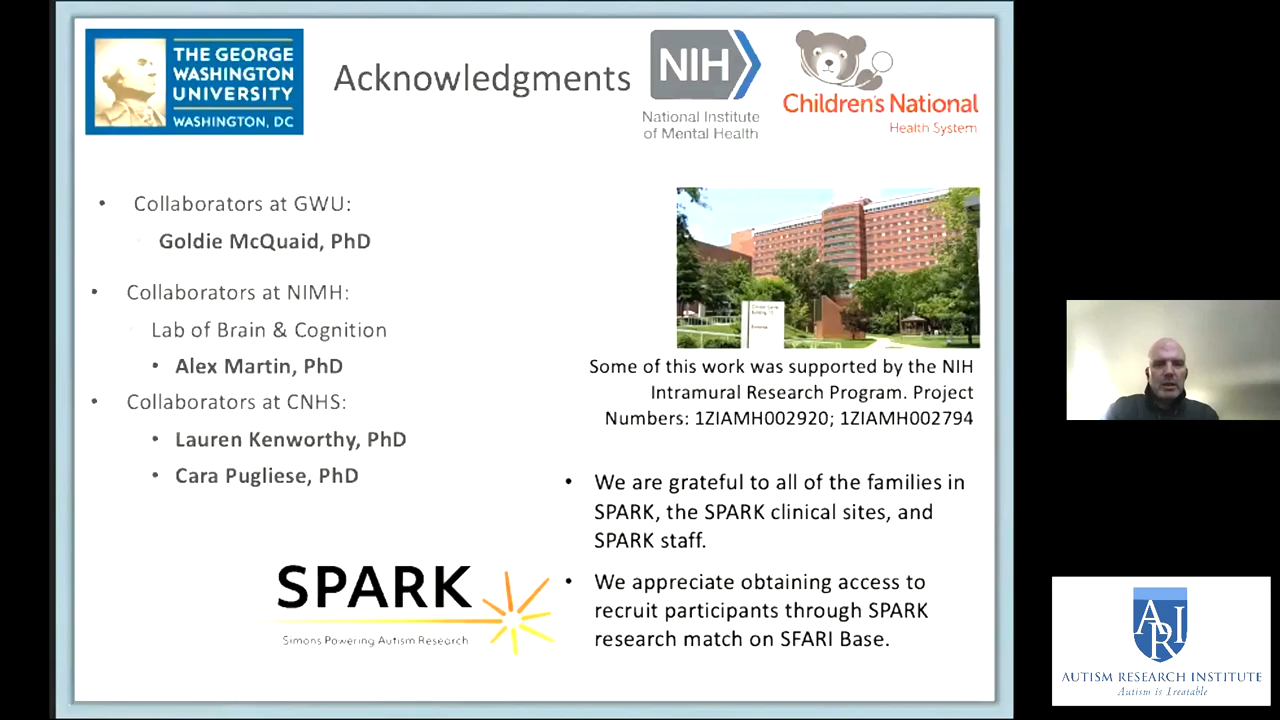 THE GEORGE
WASHINGTON
UNIVERSITY
WASHINGTON, DC
Acknowledgments
NIH
National Institute
of Mental Health
Children's National
Health System
• Collaborators at GWU:
Goldie McQuaid, PhD
• Collaborators at NIMH:
Lab of Brain & Cognition
• Alex Martin, PhD
• Collaborators at CNHS:
• Lauren Kenworthy, PhD
• Cara Pugliese, PhD
Some of this work was supported by the NIH
Intramural Research Program. Project
Numbers: 1ZIAMH002920; 1ZIAMH002794
• We are grateful to all of the families in
SPARK, the SPARK clinical sites, and
SPARK staff.
• We appreciate obtaining access to
recruit participants through SPARK
research match on SFARI Base.
SPARK
Simons Powering Autism Research
ARI
AUTISM RESEARCH INSTITUTE
Autism is Treatable